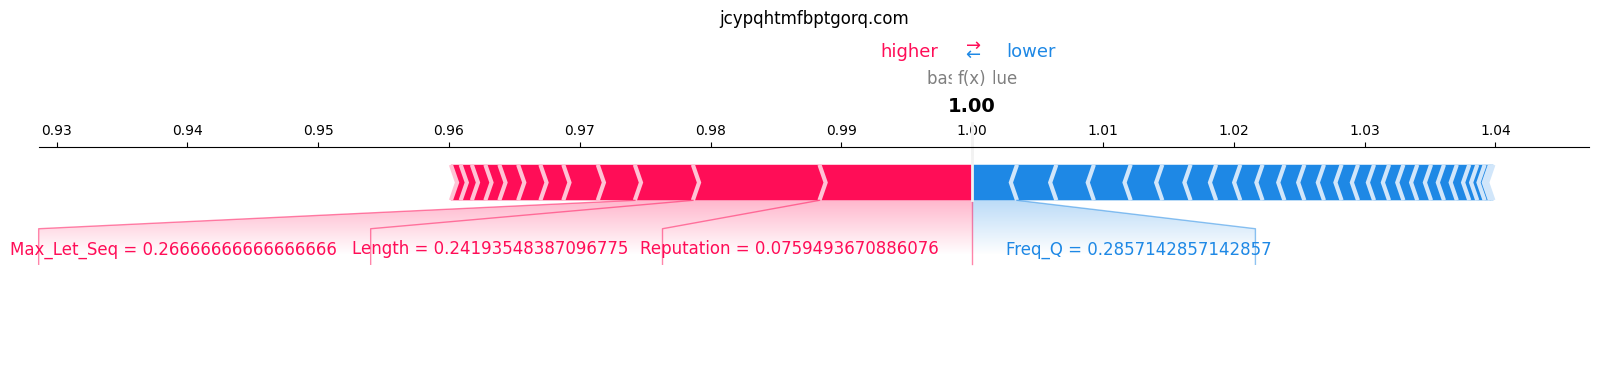 jcypqhtmfbptgorq.com
higher ⇄ lower
f(x)
1.00
0.93 0.94 0.95 0.96 0.97 0.98 0.99 1.00 1.01 1.02 1.03 1.04
Max_Let_Seq = 0.26666666666666666 Length = 0.24193548387096775 Reputation = 0.0759493670886076 Freq_Q = 0.2857142857142857